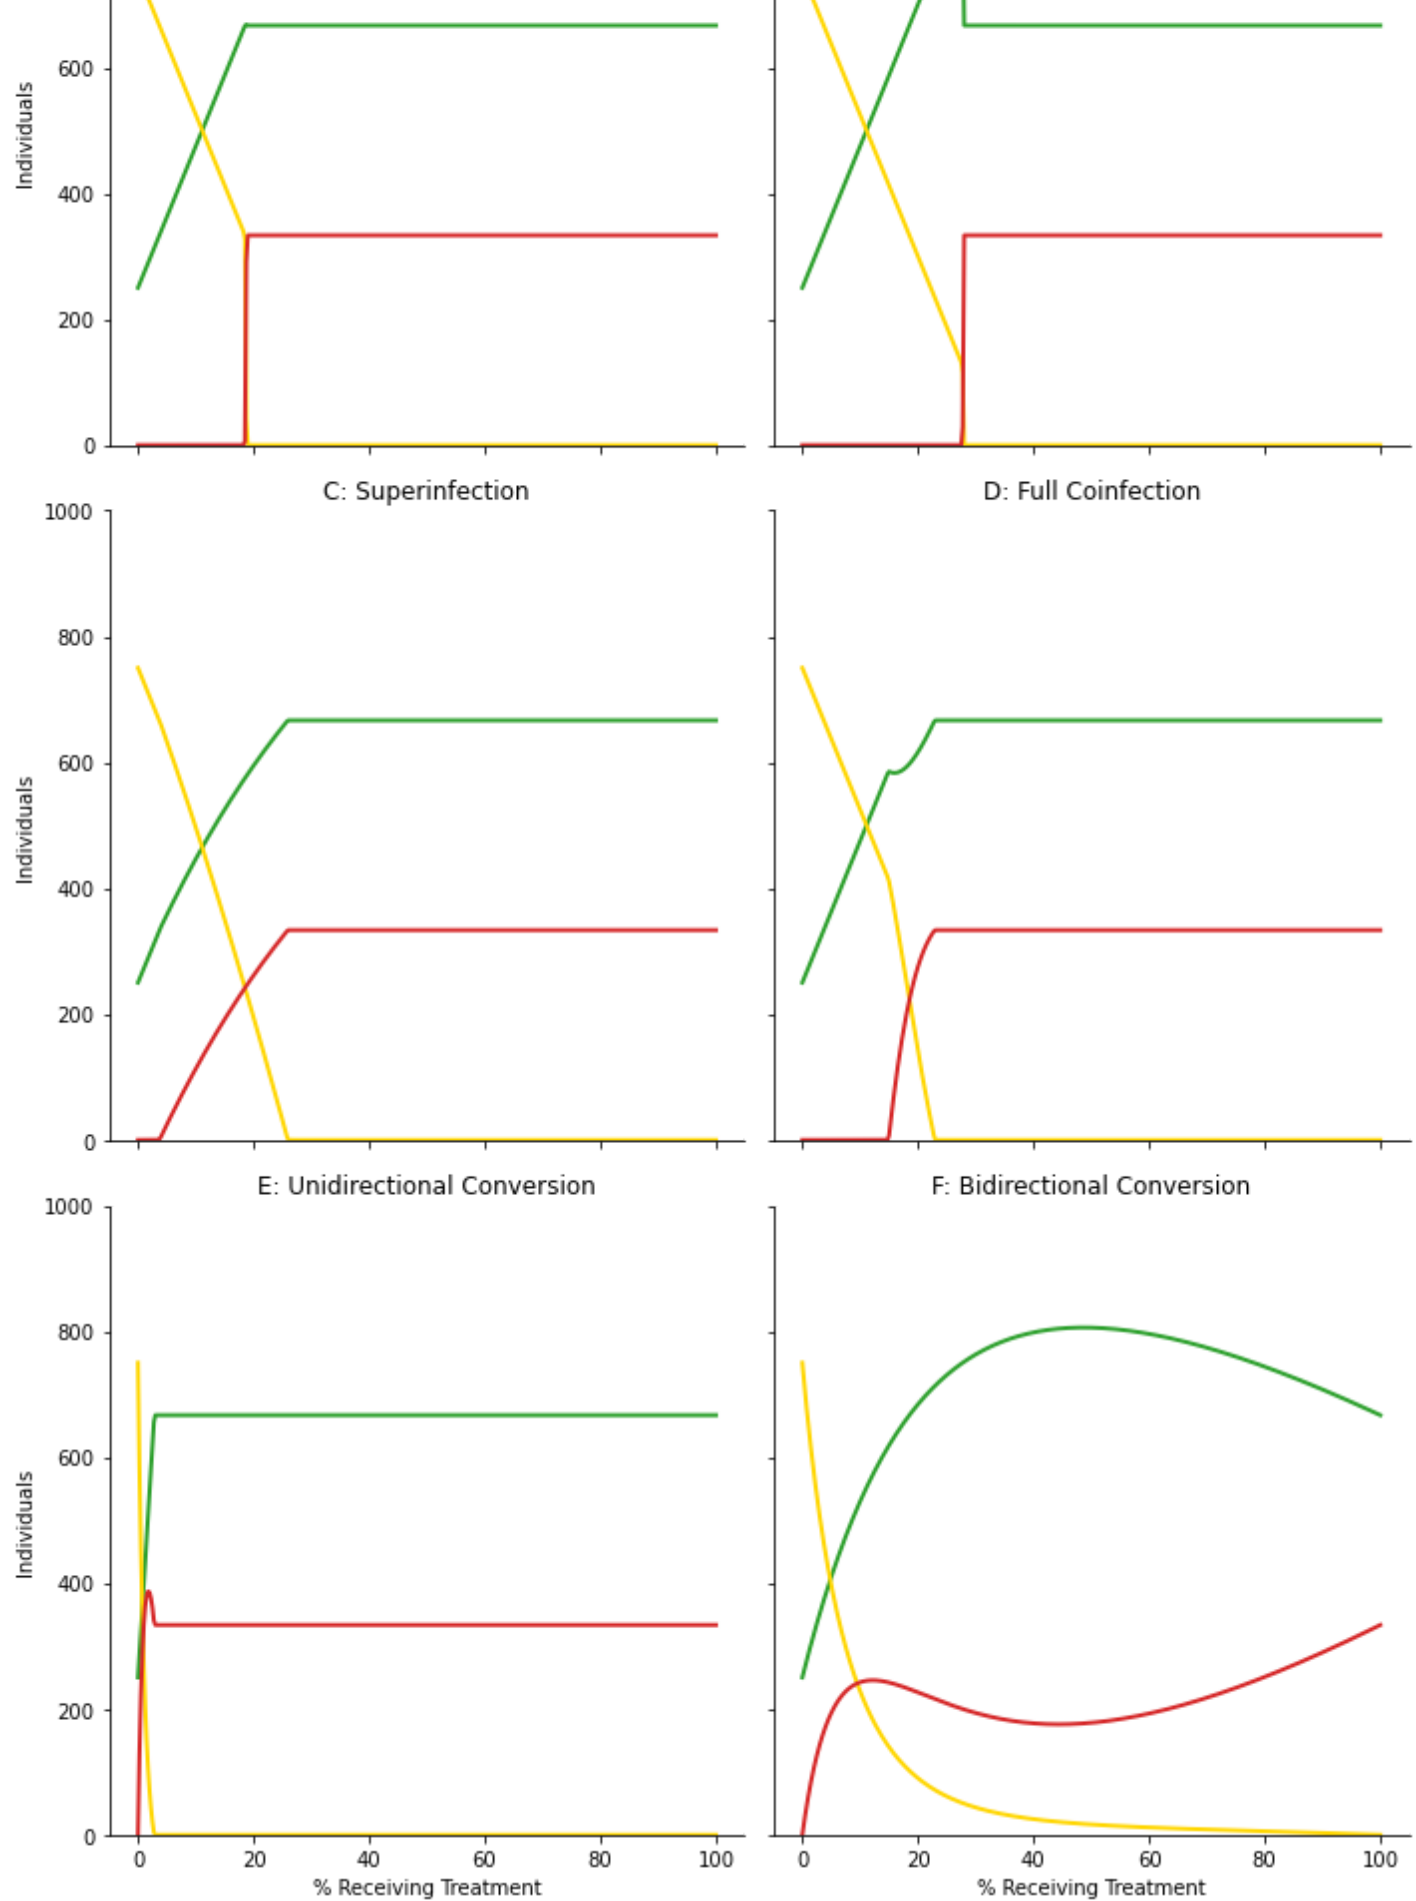 600
400
200
0
Individuals
C: Superinfection
D: Full Coinfection
1000
800
600
400
200
0
Individuals
E: Unidirectional Conversion
F: Bidirectional Conversion
1000
800
600
400
200
0
Individuals
0 20 40 60 80 100
0 20 40 60 80 100
% Receiving Treatment
% Receiving Treatment